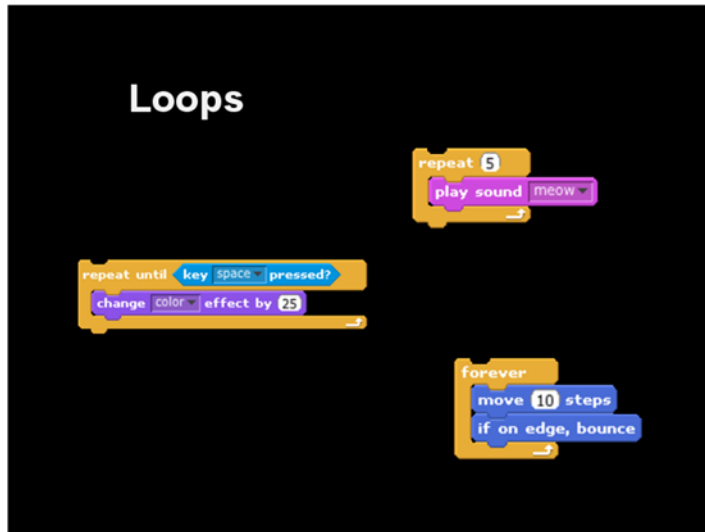 Loops
repeat 5
play sound meow
repeat until key space pressed?
change color effect by 25
forever
move 10 steps
if on edge, bounce